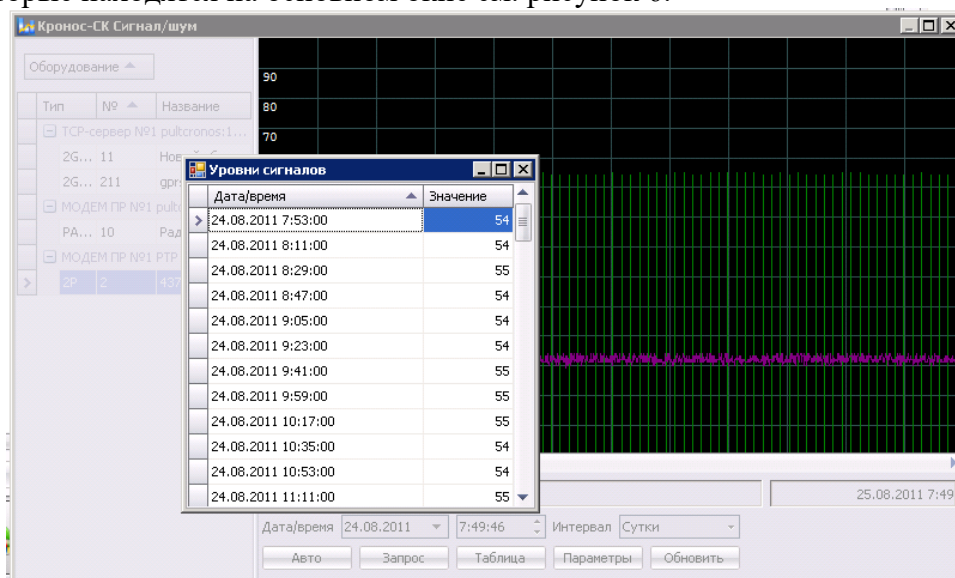 Кронос-СК Сигнал/шум
Оборудование
Тип № Название
TCP-сервер №1 pultcronos:1...
2G... 11
2G... 211
МОДЕМ ПР №1
РА... 10
МОДЕМ ПР №1 РТР
2P 2
90
80
70
Уровни сигналов
Дата/время Значение
24.08.2011 7:53:00 54
24.08.2011 8:11:00 54
24.08.2011 8:29:00 55
24.08.2011 8:47:00 54
24.08.2011 9:05:00 54
24.08.2011 9:23:00 54
24.08.2011 9:41:00 55
24.08.2011 9:59:00 55
24.08.2011 10:17:00 55
24.08.2011 10:35:00 54
24.08.2011 10:53:00 54
24.08.2011 11:11:00 55
25.08.2011 7:49
Дата/время 24.08.2011 7:49:46 Интервал Сутки
Авто Запрос Таблица Параметры Обновить